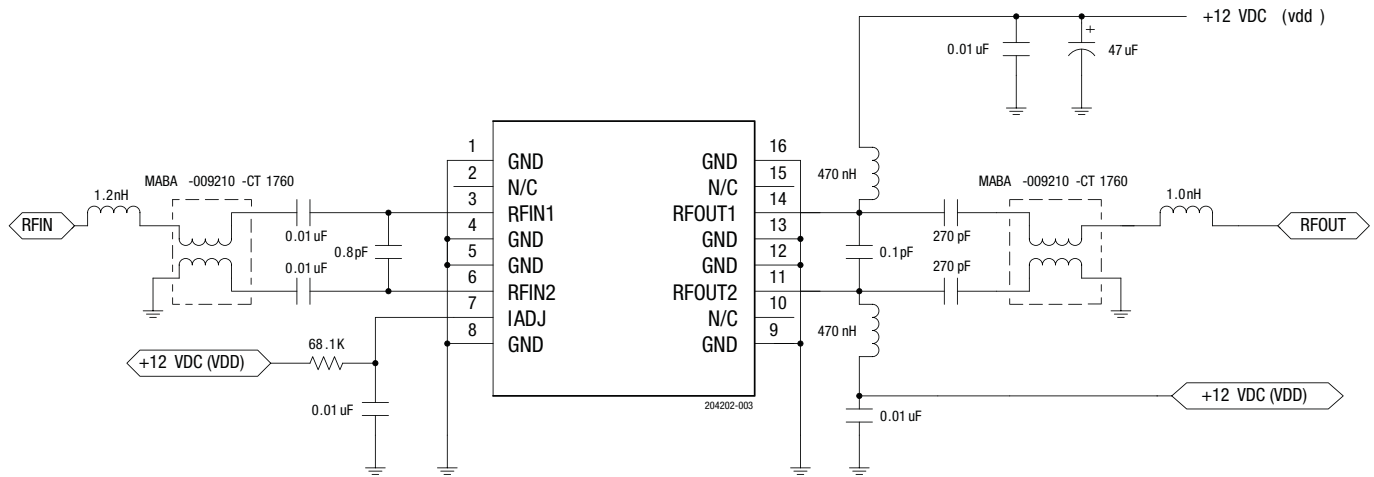 +12 VDC (vdd )
0.01 uF
+
47 uF
1
GND
2
N/C
3
RFIN1
4
GND
5
GND
6
RFIN2
7
IADJ
8
GND
16
GND
15
N/C
14
RFOUT1
13
GND
12
GND
11
RFOUT2
10
N/C
9
GND
204202-003
MABA -009210 -CT 1760
1.2nH
RFIN
0.01 uF
0.01 uF
0.8pF
68.1K
+12 VDC (VDD)
0.01 uF
470 nH
MABA -009210 -CT 1760
1.0nH
RFOUT
270 pF
0.1pF
270 pF
470 nH
0.01 uF
+12 VDC (VDD)